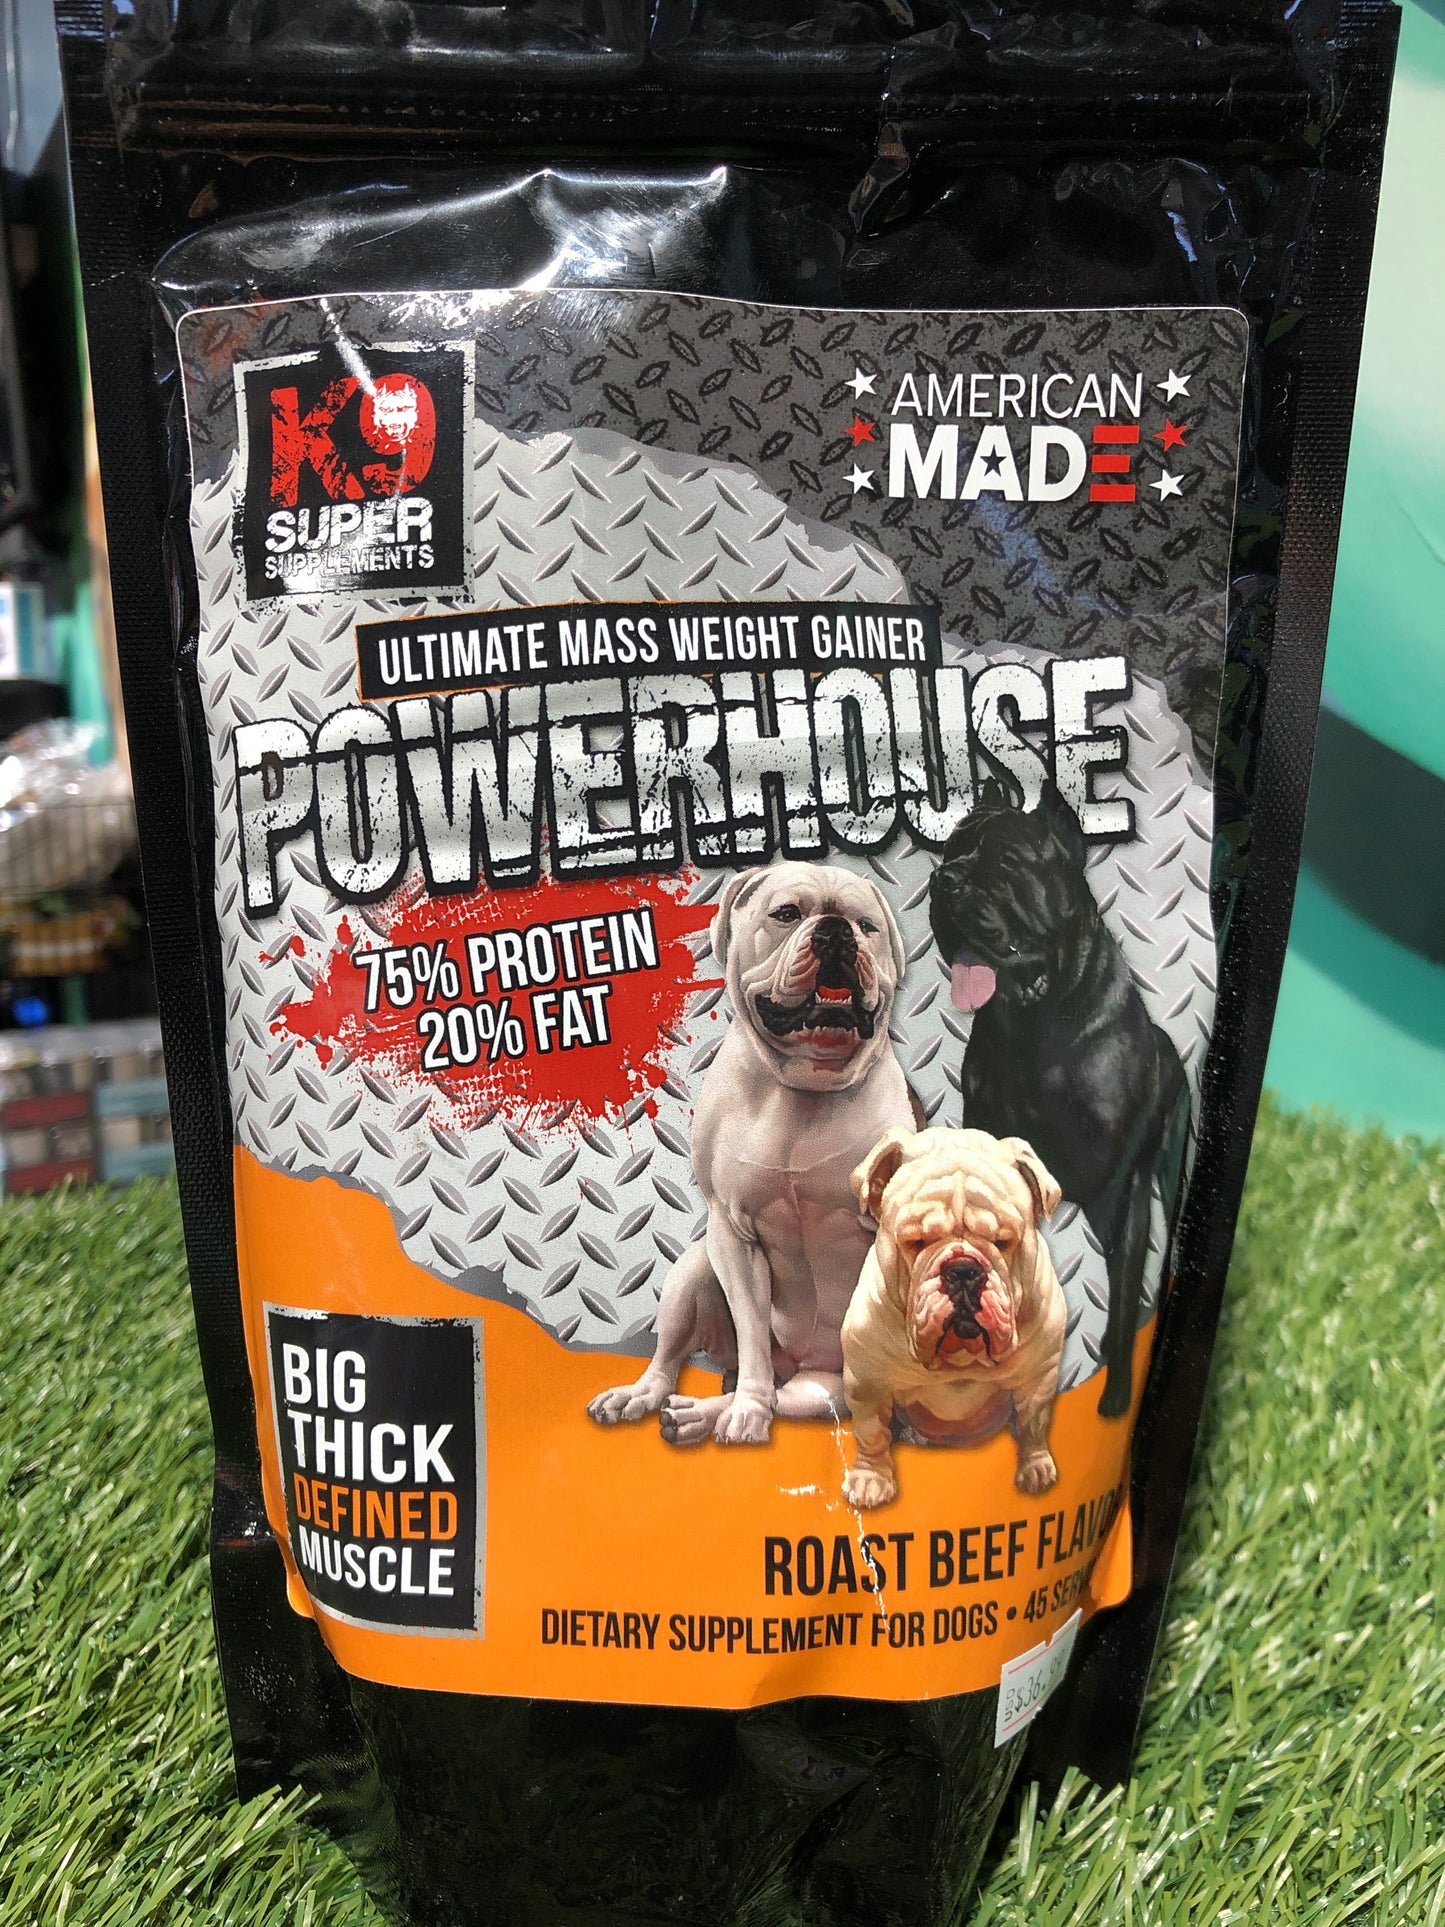 K9
SUPER
SUPPLEMENTS
AMERICAN
MADE
ULTIMATE MASS WEIGHT GAINER
POWERHOUSE
75% PROTEIN
20% FAT
BIG
THICK
DEFINED
MUSCLE
ROAST BEEF
DIETARY SUPPLEMENT FOR DOGS • 45
USD